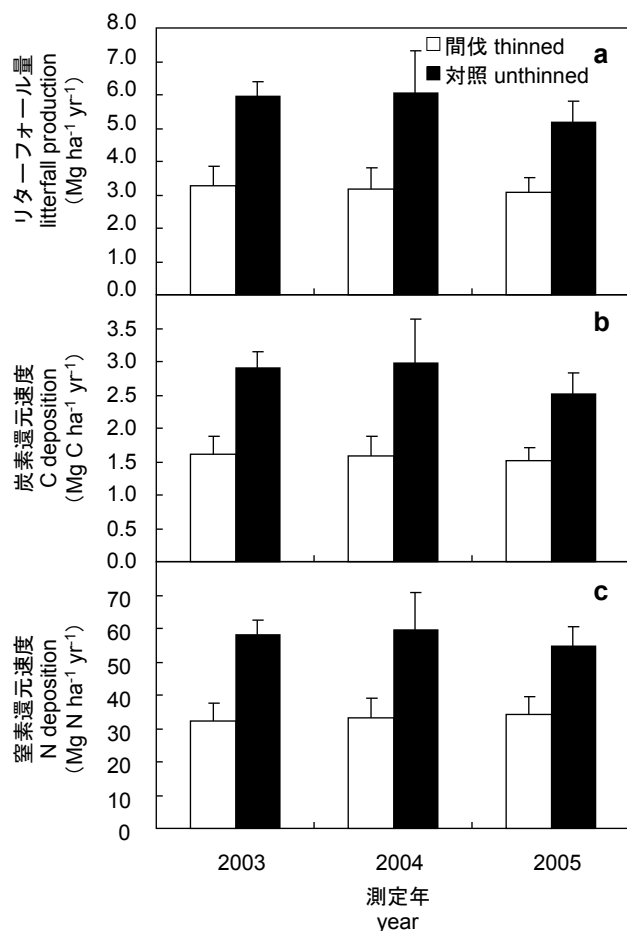 8.0
7.0
6.0
5.0
4.0
3.0
2.0
1.0
0.0
リターフォール量
litterfall production
(Mg ha⁻¹ yr⁻¹)
間伐 thinned
対照 unthinned
a
3.5
3.0
2.5
2.0
1.5
1.0
0.5
0.0
炭素還元速度
C deposition
(Mg C ha⁻¹ yr⁻¹)
b
70
60
50
40
30
20
10
0
窒素還元速度
N deposition
(Mg N ha⁻¹ yr⁻¹)
c
2003 2004 2005
測定年
year